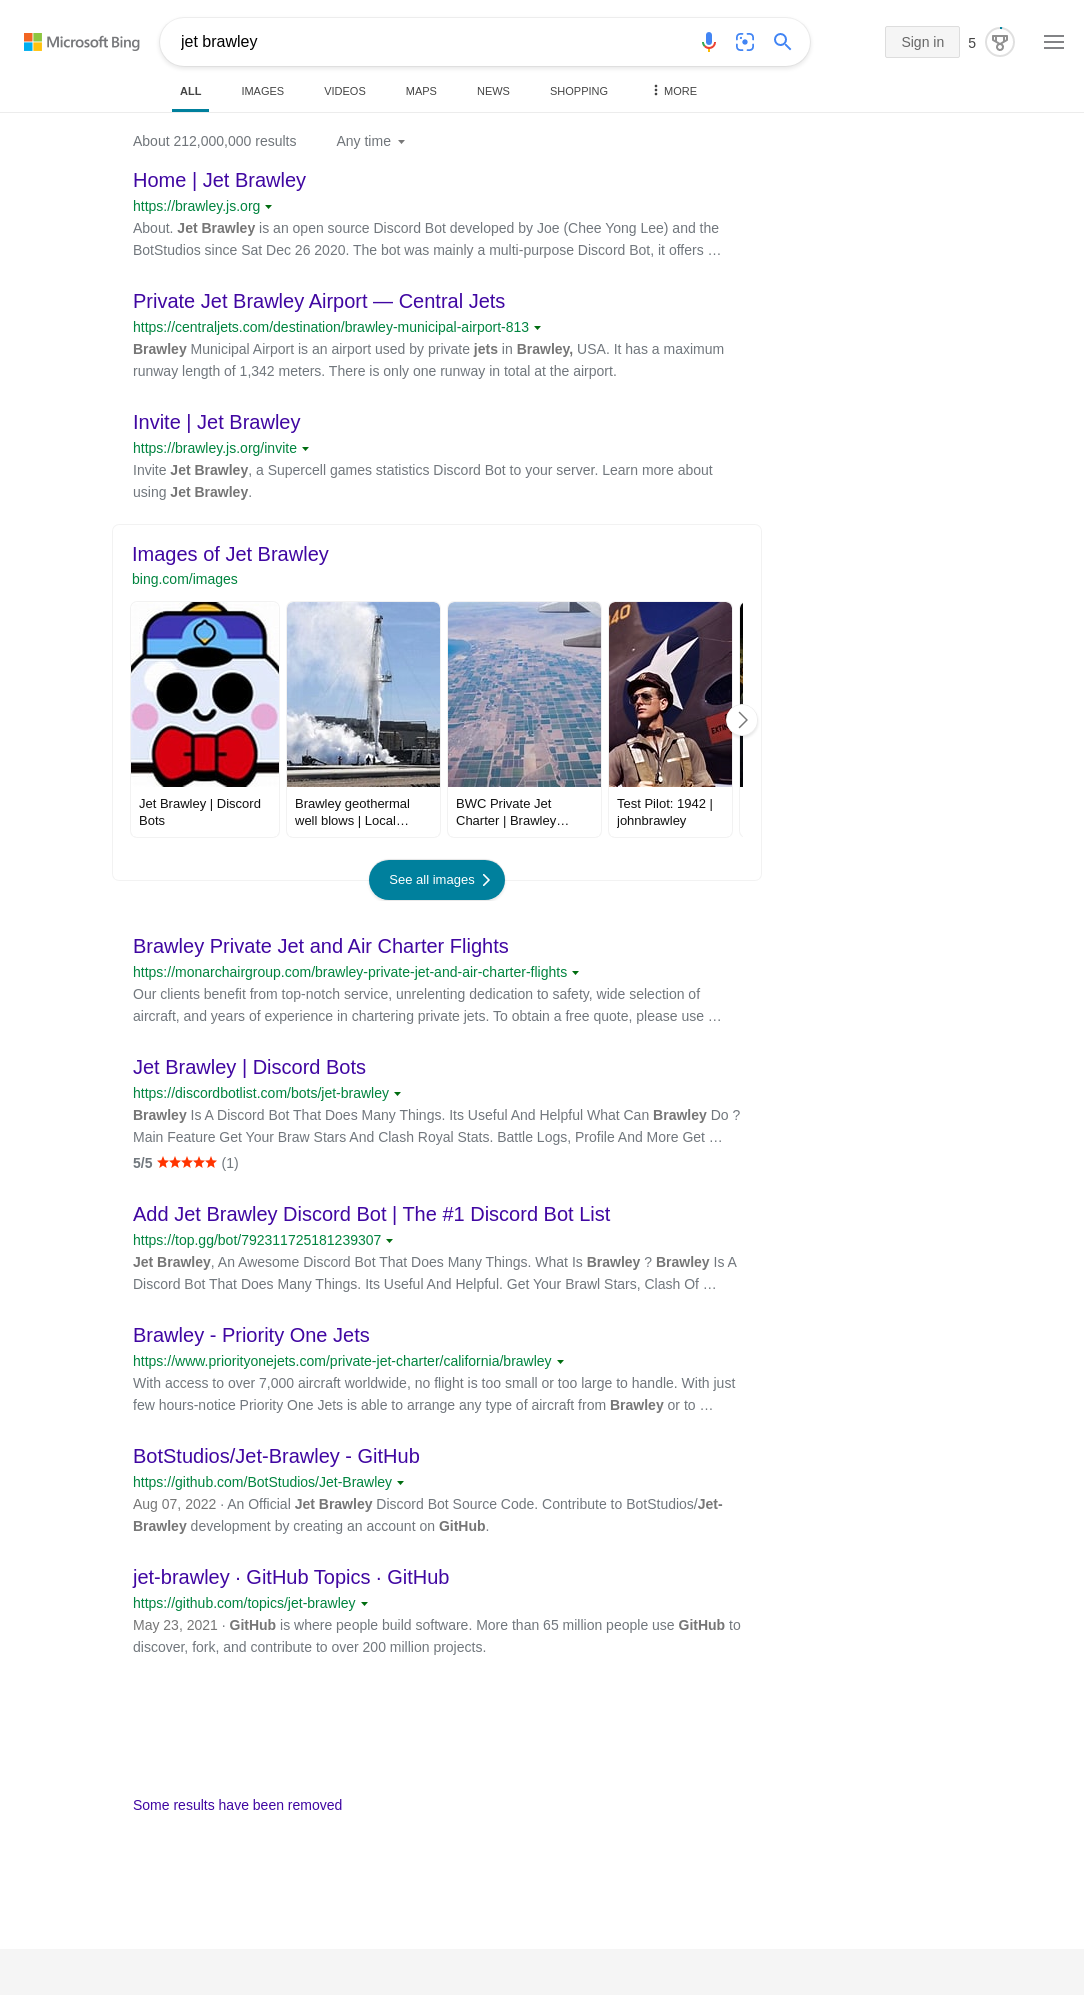 Microsoft Bing
jet brawley
Sign in
5
ALL IMAGES VIDEOS MAPS NEWS SHOPPING MORE
About 212,000,000 results Any time
Home | Jet Brawley
https://brawley.js.org
About. Jet Brawley is an open source Discord Bot developed by Joe (Chee Yong Lee) and the
BotStudios since Sat Dec 26 2020. The bot was mainly a multi-purpose Discord Bot, it offers …
Private Jet Brawley Airport — Central Jets
https://centraljets.com/destination/brawley-municipal-airport-813
Brawley Municipal Airport is an airport used by private jets in Brawley, USA. It has a maximum
runway length of 1,342 meters. There is only one runway in total at the airport.
Invite | Jet Brawley
https://brawley.js.org/invite
Invite Jet Brawley, a Supercell games statistics Discord Bot to your server. Learn more about
using Jet Brawley.
Images of Jet Brawley
bing.com/images
40
EXTIN
Jet Brawley | Discord
Bots
Brawley geothermal
well blows | Local…
BWC Private Jet
Charter | Brawley…
Test Pilot: 1942 |
johnbrawley
See all images
Brawley Private Jet and Air Charter Flights
https://monarchairgroup.com/brawley-private-jet-and-air-charter-flights
Our clients benefit from top-notch service, unrelenting dedication to safety, wide selection of
aircraft, and years of experience in chartering private jets. To obtain a free quote, please use …
Jet Brawley | Discord Bots
https://discordbotlist.com/bots/jet-brawley
Brawley Is A Discord Bot That Does Many Things. Its Useful And Helpful What Can Brawley Do ?
Main Feature Get Your Braw Stars And Clash Royal Stats. Battle Logs, Profile And More Get …
5/5 ★★★★★ (1)
Add Jet Brawley Discord Bot | The #1 Discord Bot List
https://top.gg/bot/792311725181239307
Jet Brawley, An Awesome Discord Bot That Does Many Things. What Is Brawley ? Brawley Is A
Discord Bot That Does Many Things. Its Useful And Helpful. Get Your Brawl Stars, Clash Of …
Brawley - Priority One Jets
https://www.priorityonejets.com/private-jet-charter/california/brawley
With access to over 7,000 aircraft worldwide, no flight is too small or too large to handle. With just
few hours-notice Priority One Jets is able to arrange any type of aircraft from Brawley or to …
BotStudios/Jet-Brawley - GitHub
https://github.com/BotStudios/Jet-Brawley
Aug 07, 2022 · An Official Jet Brawley Discord Bot Source Code. Contribute to BotStudios/Jet-
Brawley development by creating an account on GitHub.
jet-brawley · GitHub Topics · GitHub
https://github.com/topics/jet-brawley
May 23, 2021 · GitHub is where people build software. More than 65 million people use GitHub to
discover, fork, and contribute to over 200 million projects.
Some results have been removed